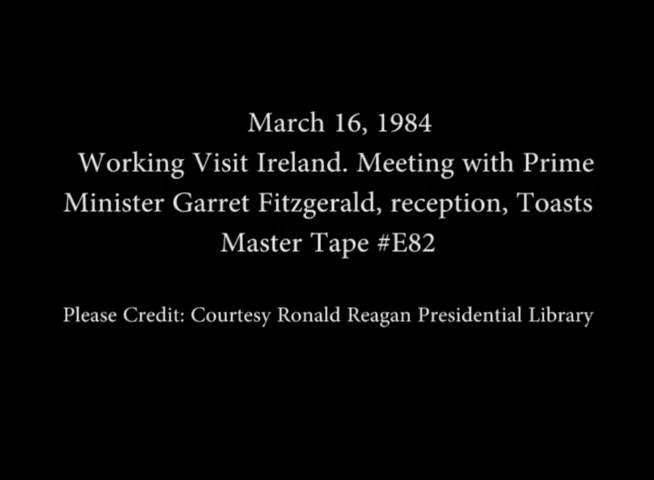 March 16, 1984
Working Visit Ireland. Meeting with Prime
Minister Garret Fitzgerald, reception, Toasts
Master Tape #E82
Please Credit: Courtesy Ronald Reagan Presidential Library